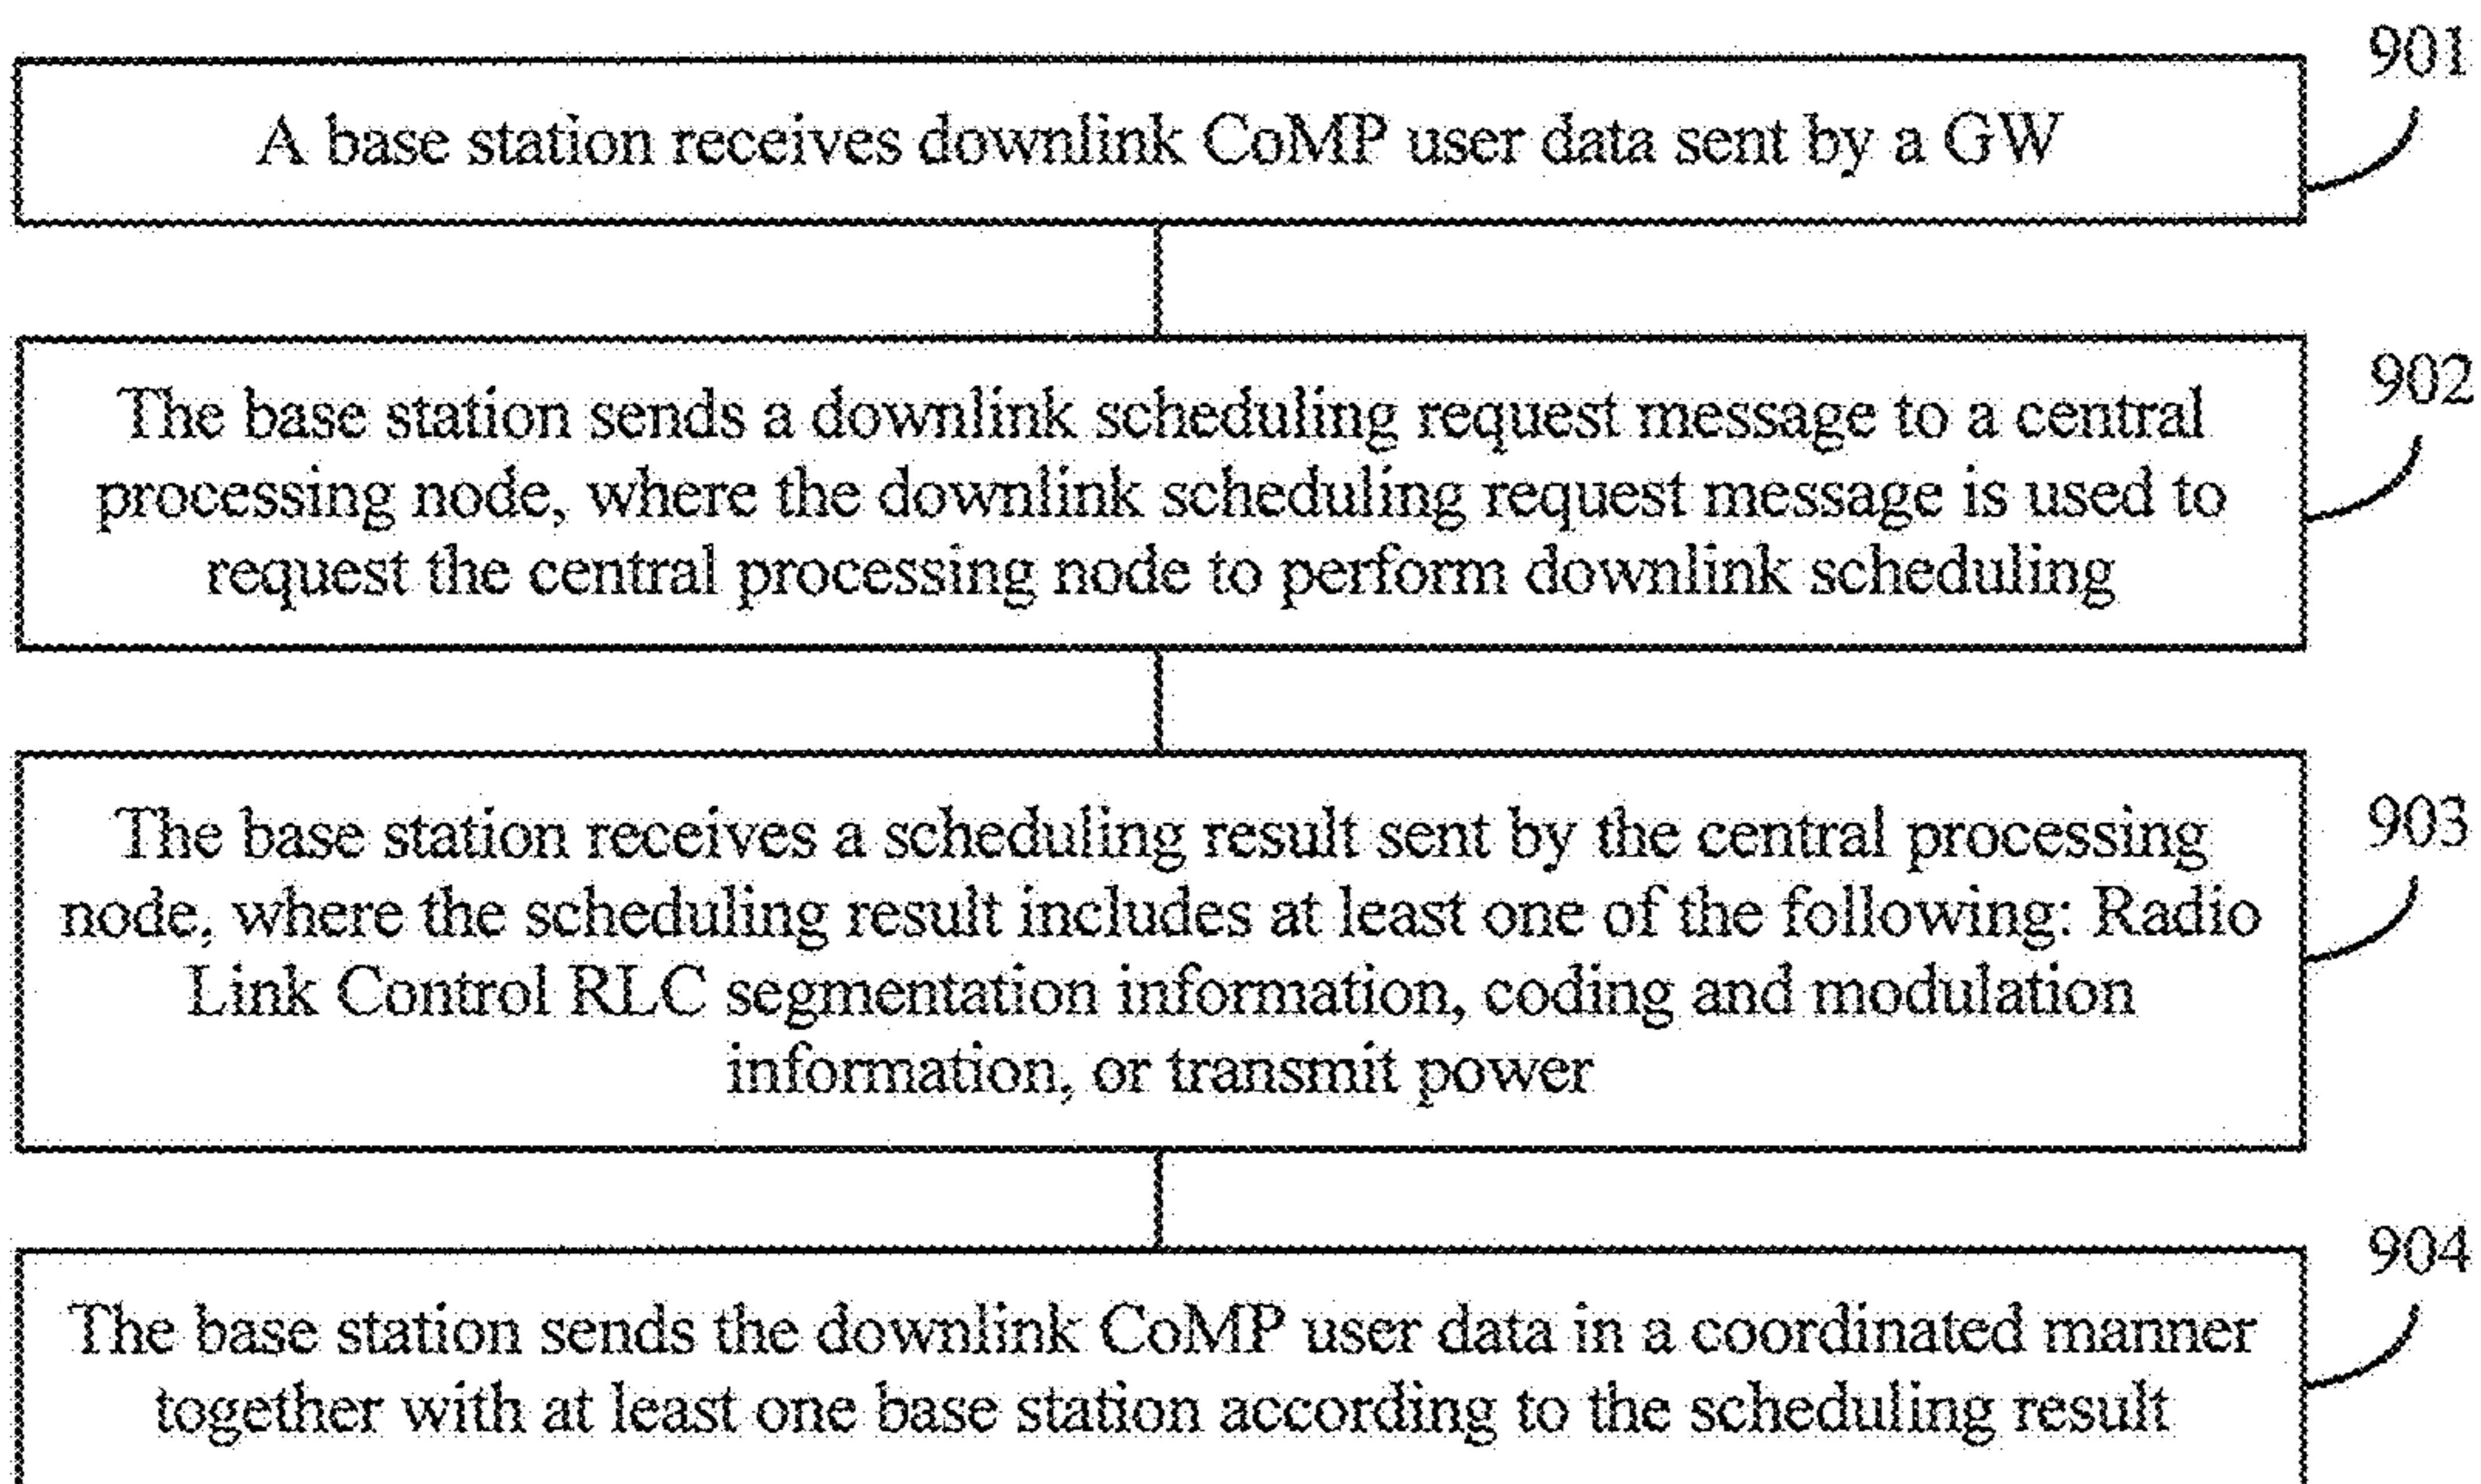 901
A base station receives downlink CoMP user data sent by a GW
902
The base station sends a downlink scheduling request message to a central
processing node, where the downlink scheduling request message is used to
request the central processing node to perform downlink scheduling
903
The base station receives a scheduling result sent by the central processing
node, where the scheduling result includes at least one of the following: Radio
Link Control RLC segmentation information, coding and modulation
information, or transmit power
904
The base station sends the downlink CoMP user data in a coordinated manner
together with at least one base station according to the scheduling result